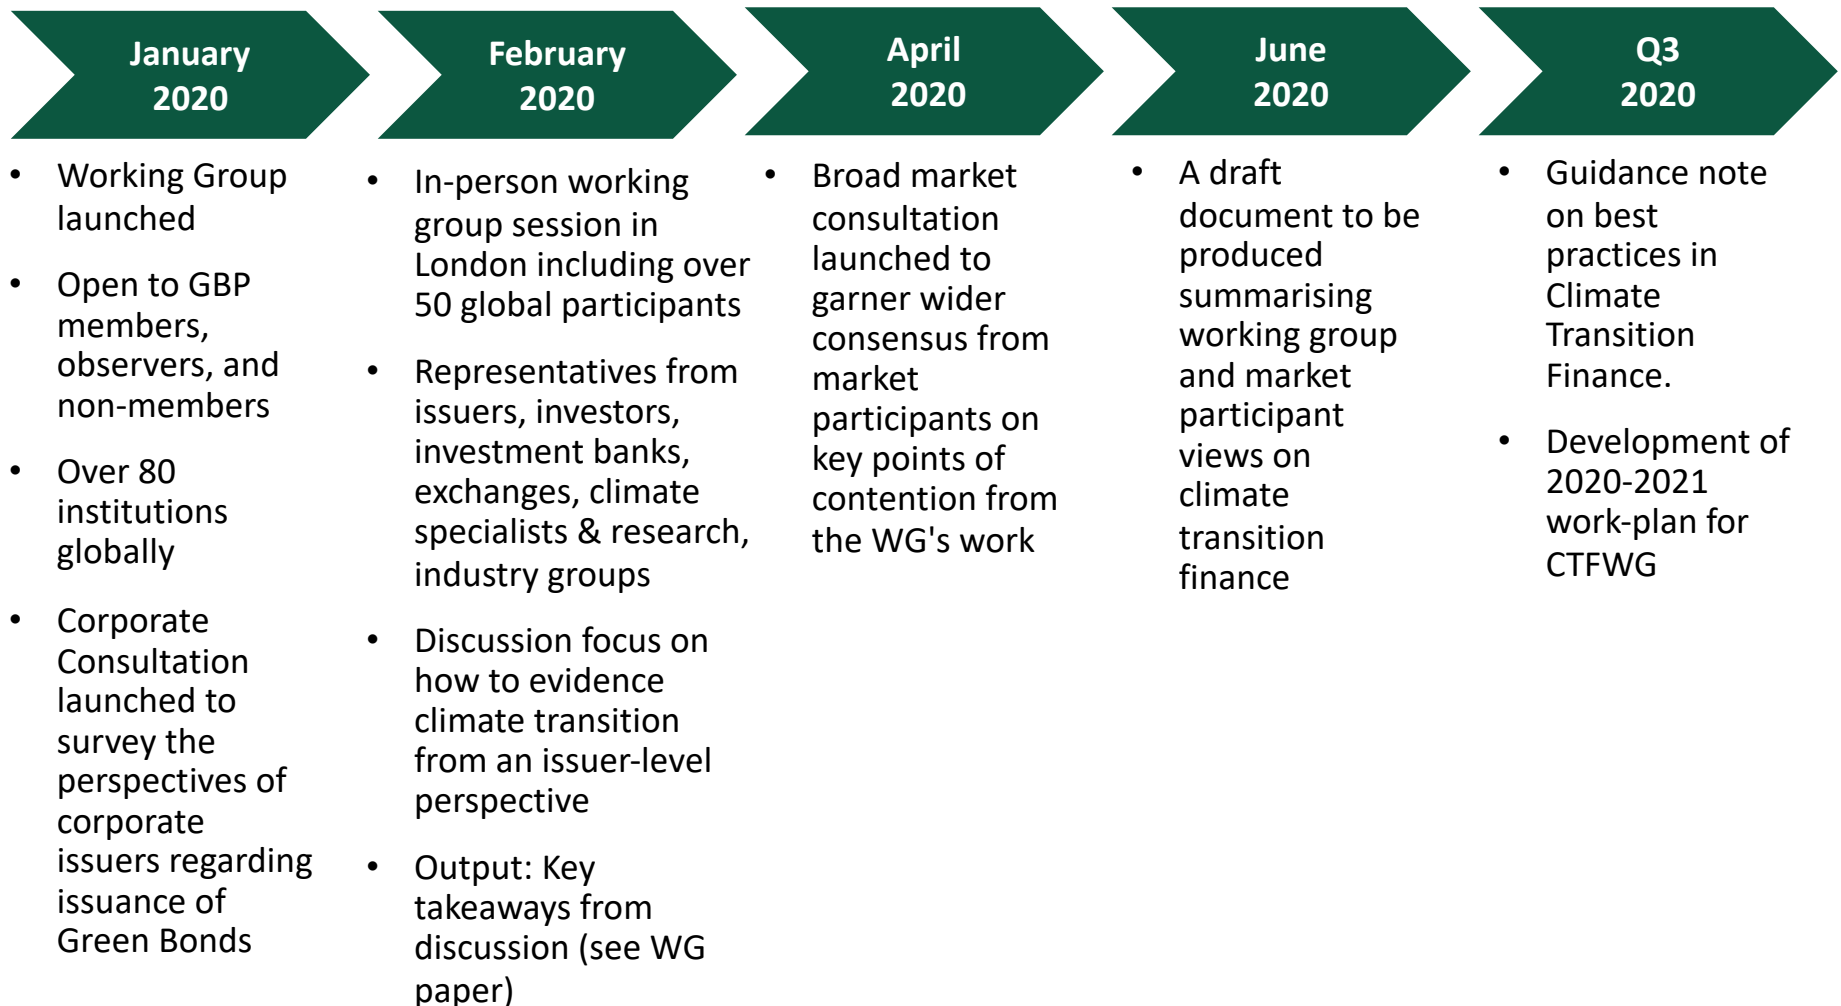 January
2020
• Working Group
launched
• Open to GBP
members,
observers, and
non-members
• Over 80
institutions
globally
• Corporate
Consultation
launched to
survey the
perspectives of
corporate
issuers regarding
issuance of
Green Bonds
February
2020
• In-person working
group session in
London including over
50 global participants
• Representatives from
issuers, investors,
investment banks,
exchanges, climate
specialists & research,
industry groups
• Discussion focus on
how to evidence
climate transition
from an issuer-level
perspective
• Output: Key
takeaways from
discussion (see WG
paper)
April
2020
• Broad market
consultation
launched to
garner wider
consensus from
market
participants on
key points of
contention from
the WG's work
June
2020
• A draft
document to be
produced
summarising
working group
and market
participant
views on
climate
transition
finance
Q3
2020
• Guidance note
on best
practices in
Climate
Transition
Finance.
• Development of
2020-2021
work-plan for
CTFWG